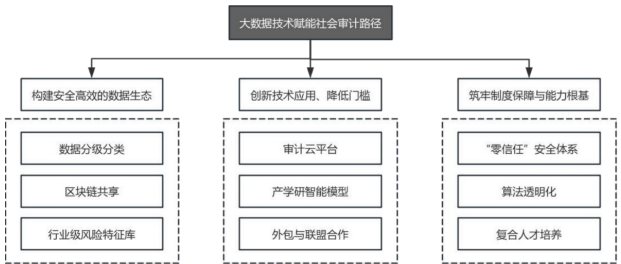 大数据技术赋能社会审计路径
构建安全高效的数据生态
创新技术应用、降低门槛
筑牢制度保障与能力根基
数据分级分类
区块链共享
行业级风险特征库
审计云平台
产学研智能模型
外包与联盟合作
“零信任”安全体系
算法透明化
复合人才培养